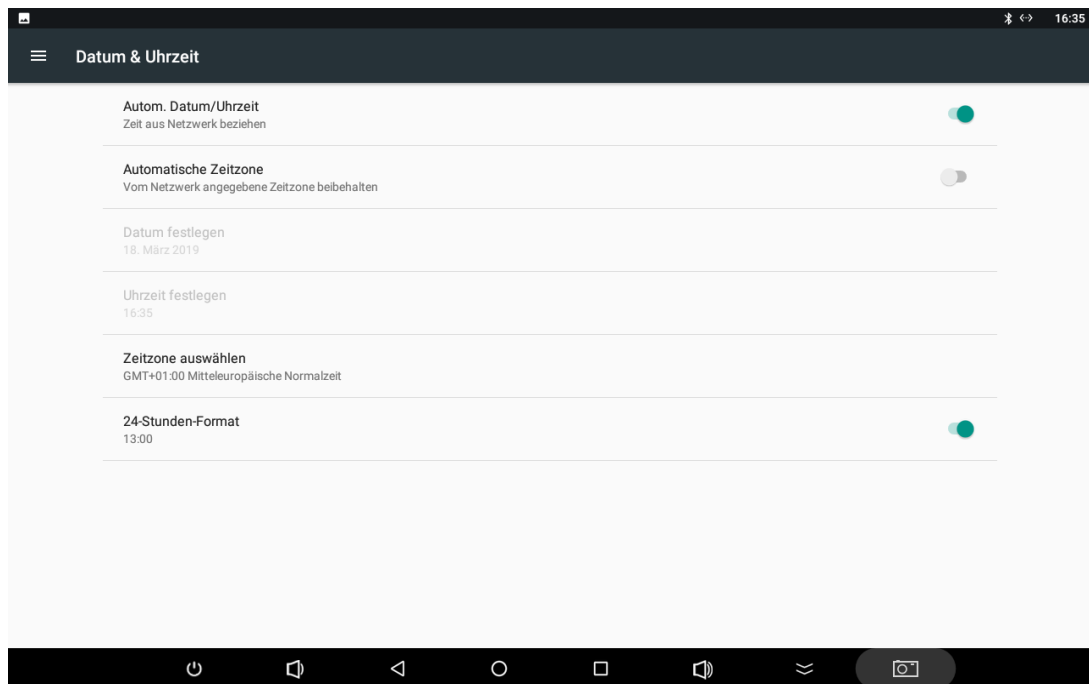 16:35
Datum & Uhrzeit
Autom. Datum/Uhrzeit
Zeit aus Netzwerk beziehen
Automatische Zeitzone
Vom Netzwerk angegebene Zeitzone beibehalten
Datum festlegen
18. März 2019
Uhrzeit festlegen
16:35
Zeitzone auswählen
GMT+01:00 Mitteleuropäische Normalzeit
24-Stunden-Format
13:00